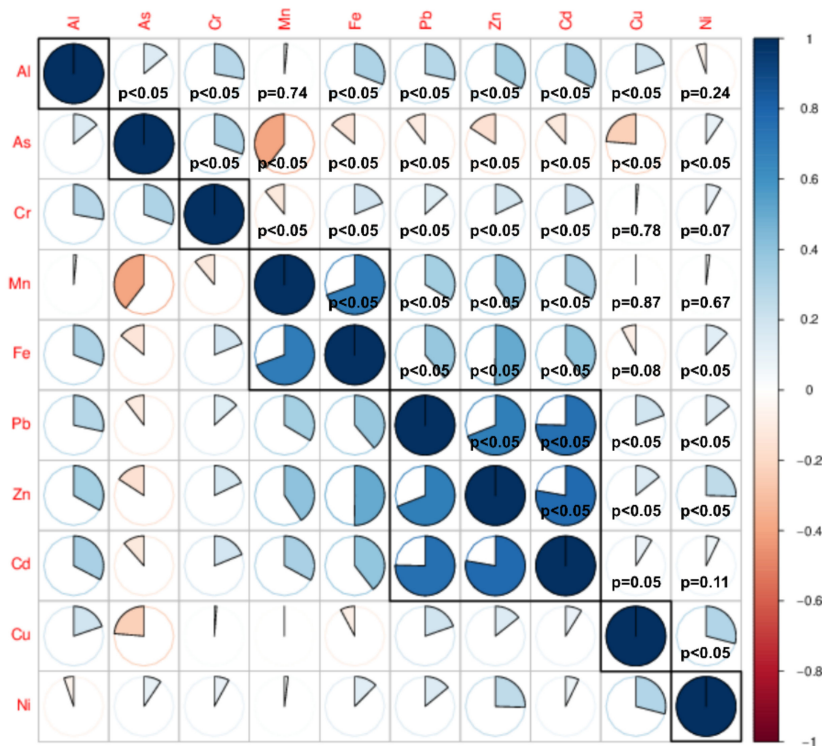 Al As Cr Mn Fe Pb Zn Cd Cu Ni
1
Al
p<0.05 p<0.05 p=0.74 p<0.05 p<0.05 p<0.05 p<0.05 p<0.05 p=0.24
0.8
As
p<0.05 p<0.05 p<0.05 p<0.05 p<0.05 p<0.05 p<0.05 p<0.05
0.6
Cr
p<0.05 p<0.05 p<0.05 p<0.05 p<0.05 p=0.78 p=0.07
0.4
Mn
p<0.05 p<0.05 p<0.05 p<0.05 p=0.87 p=0.67
0.2
Fe
p<0.05 p<0.05 p<0.05 p=0.08 p<0.05
0
Pb
p<0.05 p<0.05 p<0.05 p<0.05
−0.2
Zn
p<0.05 p<0.05 p<0.05
−0.4
Cd
p=0.05 p=0.11
−0.6
Cu
p<0.05
−0.8
Ni
−1